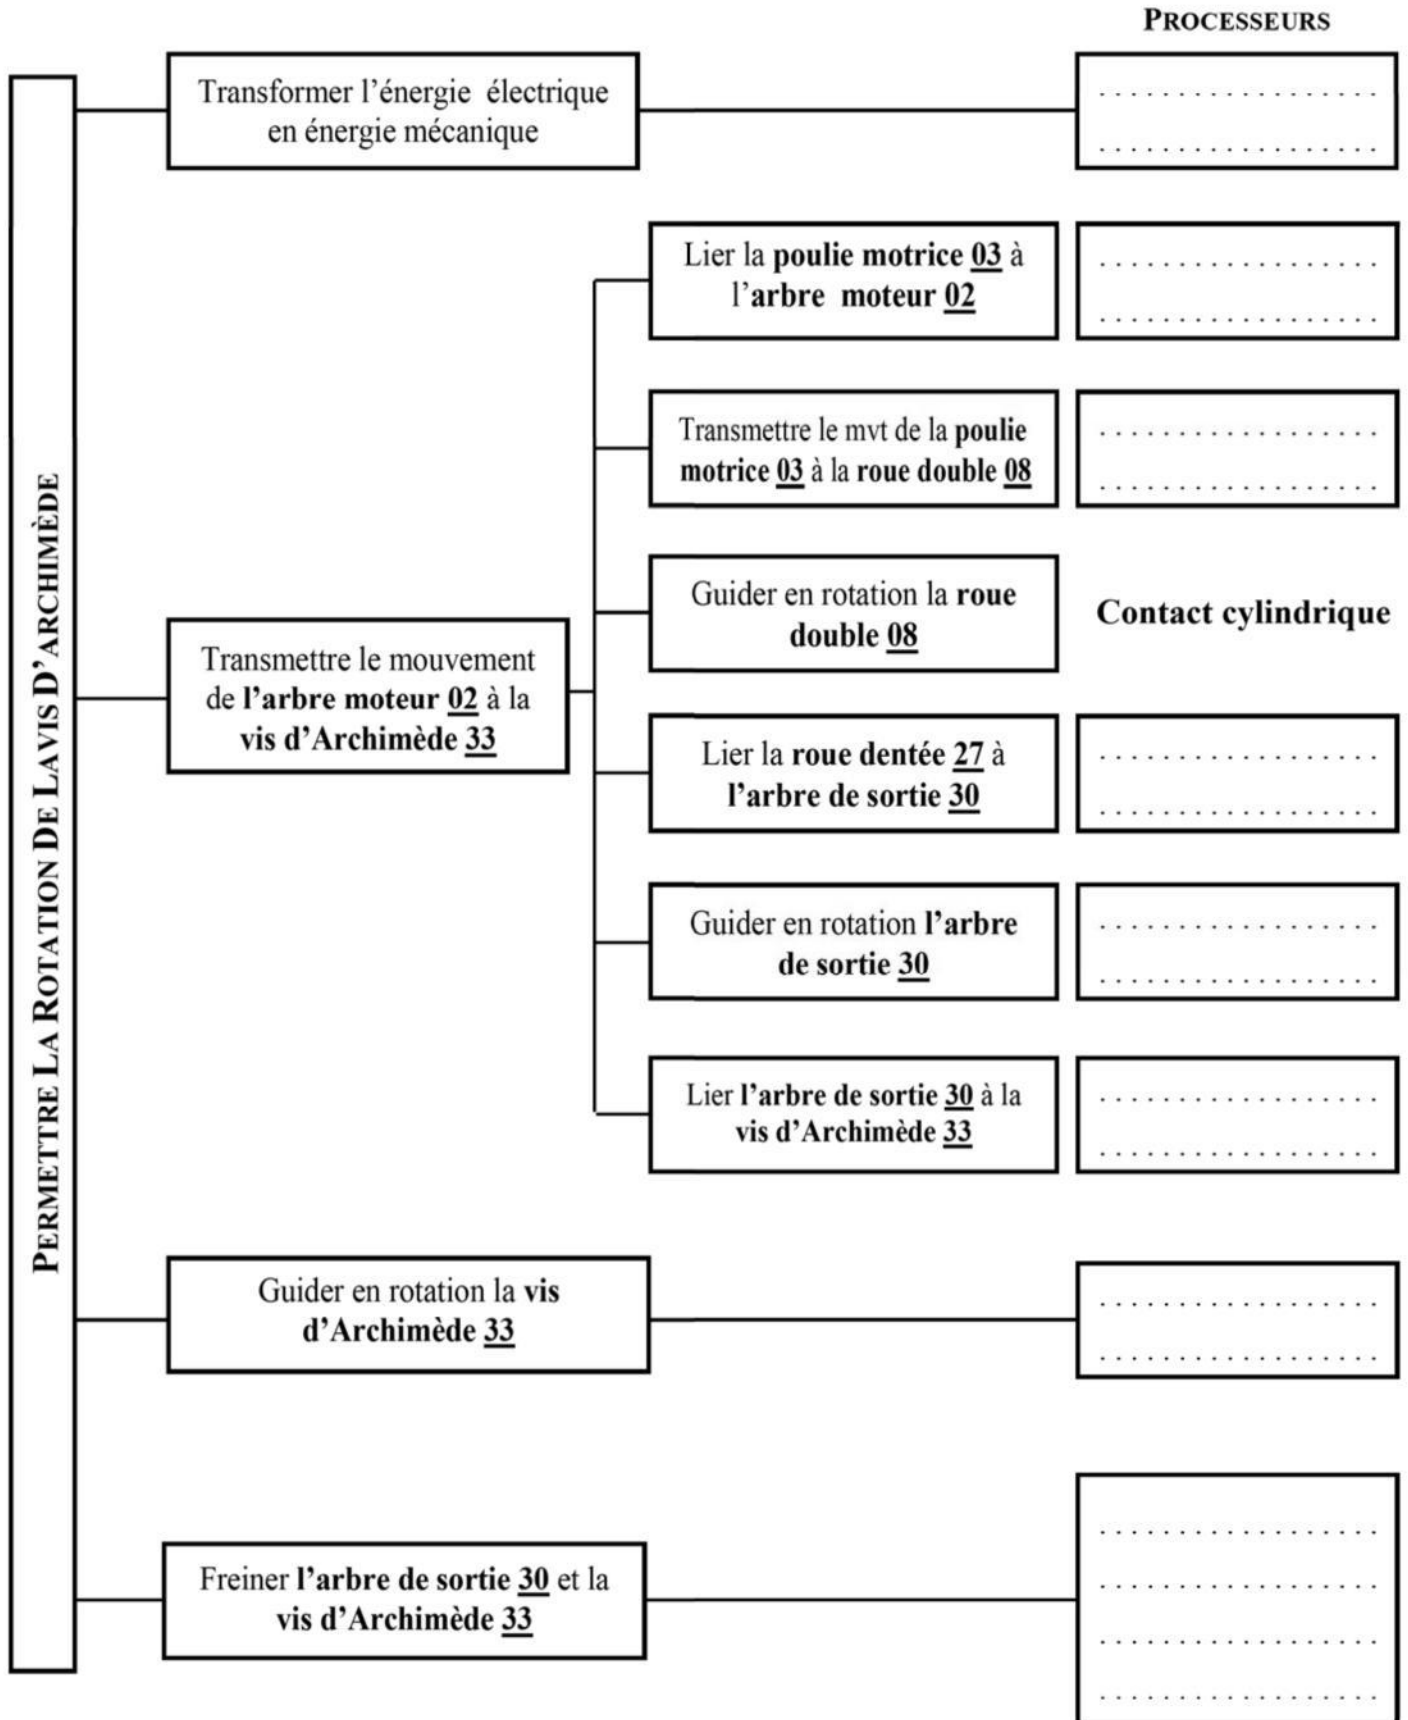 PROCESSEURS
Transformer l'énergie électrique
en énergie mécanique
. . . . . . . . . . . . . . . . . .
. . . . . . . . . . . . . . . . . .
Lier la poulie motrice 03 à
l'arbre moteur 02
. . . . . . . . . . . . . . . . . .
. . . . . . . . . . . . . . . . . .
Transmettre le mvt de la poulie
motrice 03 à la roue double 08
. . . . . . . . . . . . . . . . . .
. . . . . . . . . . . . . . . . . .
PERMETTRE LA ROTATION DE LAVIS D'ARCHIMÈDE
Transmettre le mouvement
de l'arbre moteur 02 à la
vis d'Archimède 33
Guider en rotation la roue
double 08
Contact cylindrique
Lier la roue dentée 27 à
l'arbre de sortie 30
. . . . . . . . . . . . . . . . . .
. . . . . . . . . . . . . . . . . .
Guider en rotation l'arbre
de sortie 30
. . . . . . . . . . . . . . . . . .
. . . . . . . . . . . . . . . . . .
Lier l'arbre de sortie 30 à la
vis d'Archimède 33
. . . . . . . . . . . . . . . . . .
. . . . . . . . . . . . . . . . . .
Guider en rotation la vis
d'Archimède 33
. . . . . . . . . . . . . . . . . .
. . . . . . . . . . . . . . . . . .
Freiner l'arbre de sortie 30 et la
vis d'Archimède 33
. . . . . . . . . . . . . . . . . .
. . . . . . . . . . . . . . . . . .
. . . . . . . . . . . . . . . . . .
. . . . . . . . . . . . . . . . . .